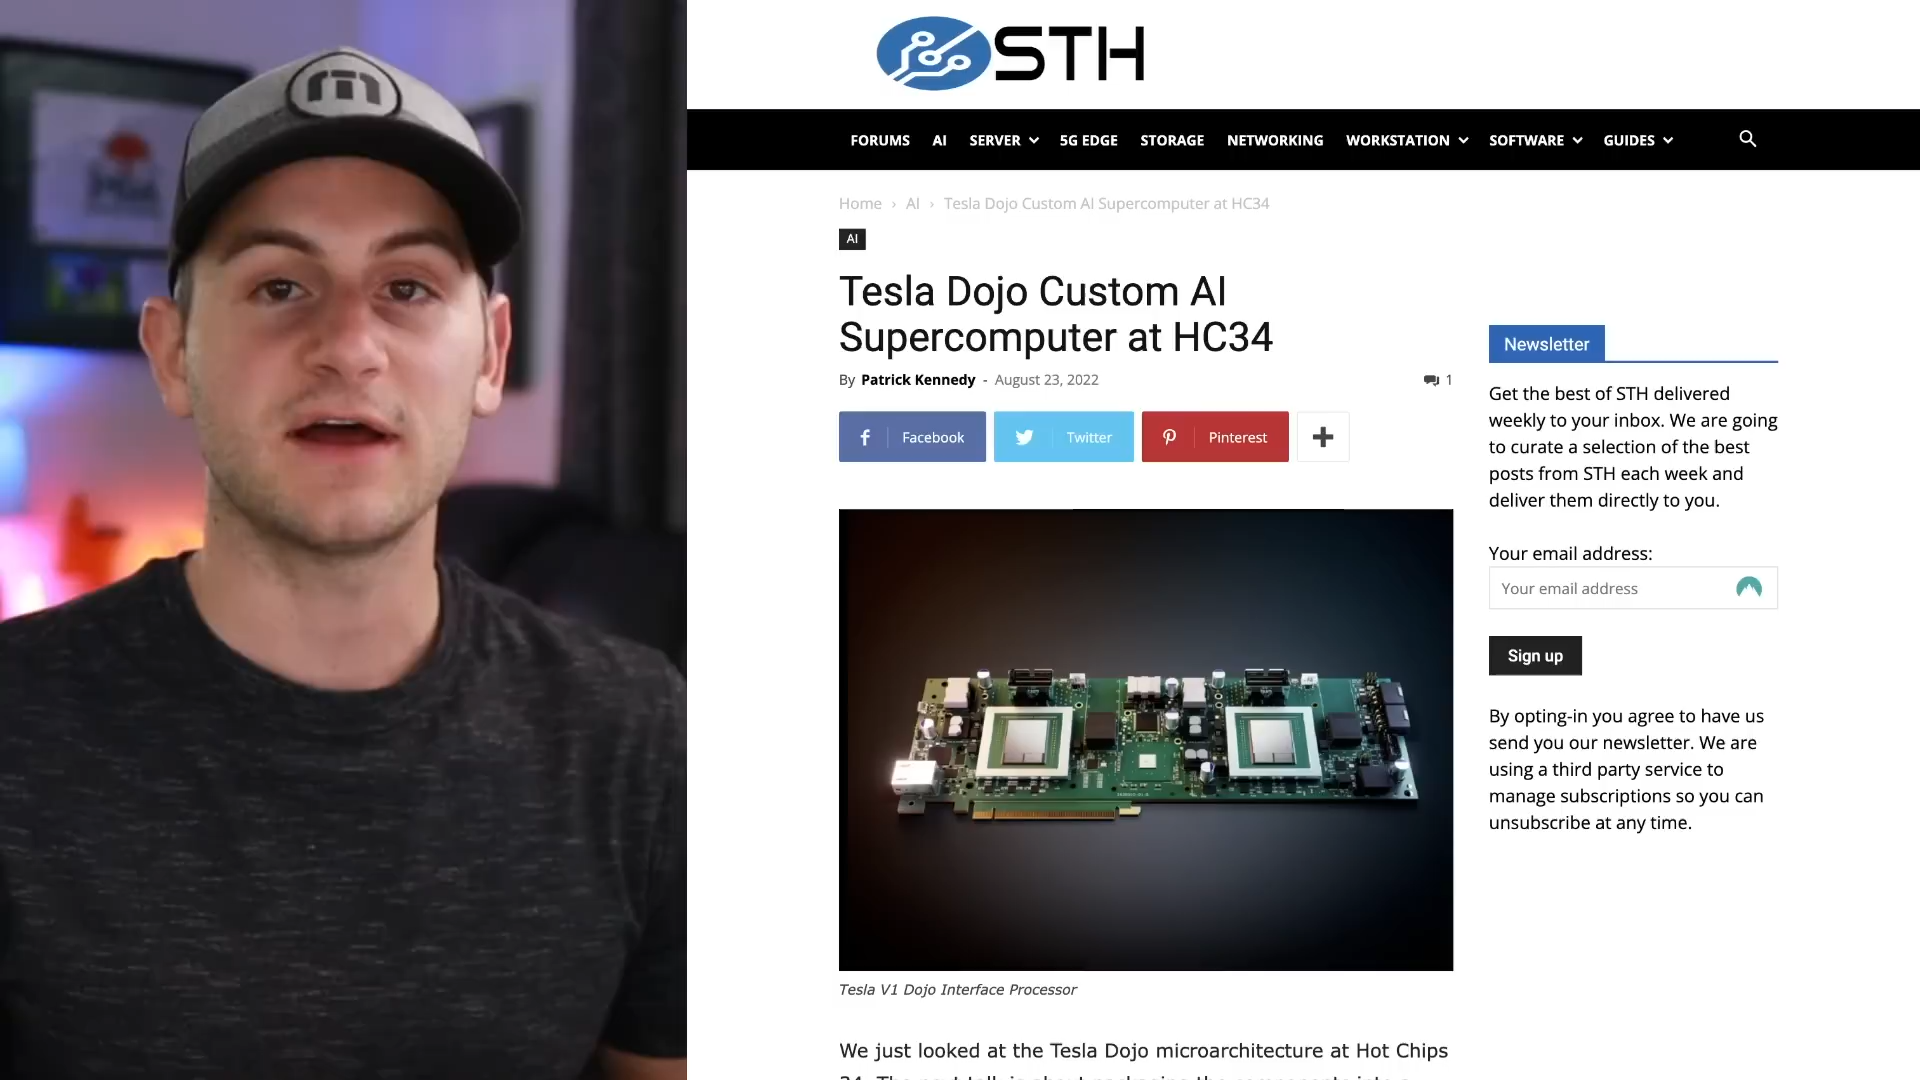 STH
FORUMS AI SERVER 5G EDGE STORAGE NETWORKING WORKSTATION SOFTWARE GUIDES
Home › AI › Tesla Dojo Custom AI Supercomputer at HC34
AI
Tesla Dojo Custom AI
Supercomputer at HC34
By Patrick Kennedy - August 23, 2022
1
Facebook
Twitter
Pinterest
Tesla V1 Dojo Interface Processor
We just looked at the Tesla Dojo microarchitecture at Hot Chips
Newsletter
Get the best of STH delivered
weekly to your inbox. We are going
to curate a selection of the best
posts from STH each week and
deliver them directly to you.
Your email address:
Your email address
Sign up
By opting-in you agree to have us
send you our newsletter. We are
using a third party service to
manage subscriptions so you can
unsubscribe at any time.